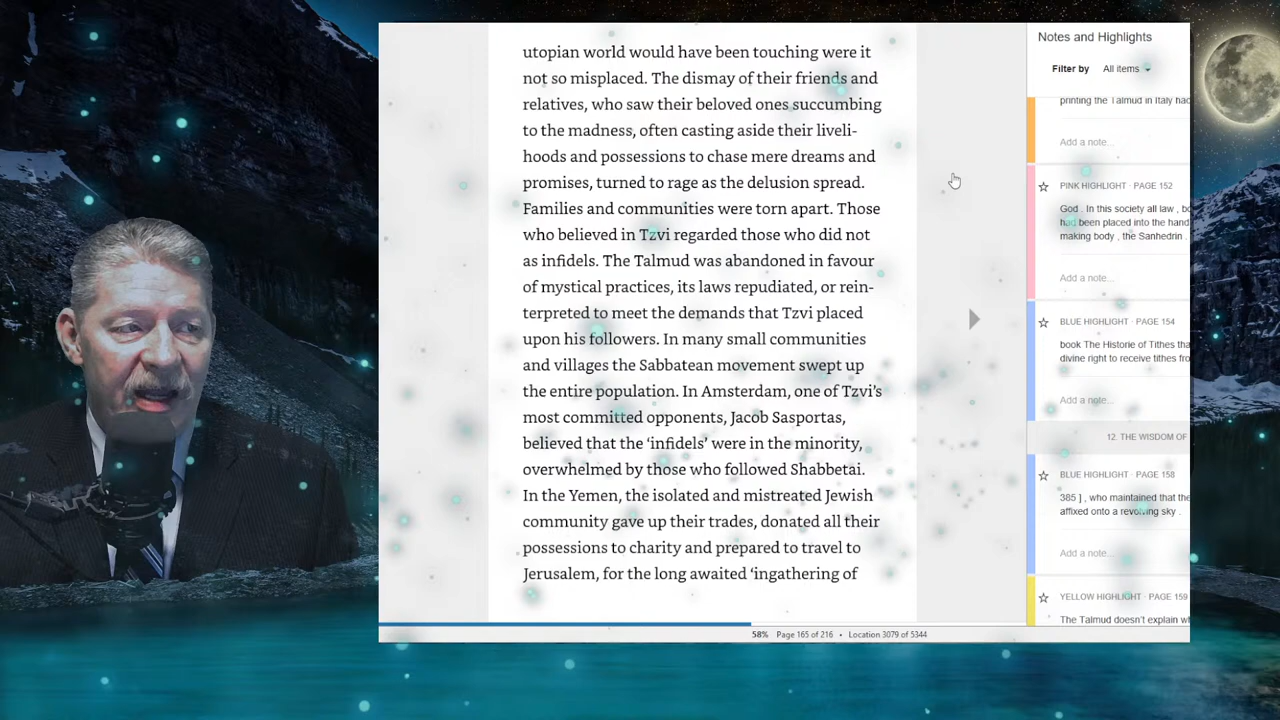 utopian world would have been touching were it
not so misplaced. The dismay of their friends and
relatives, who saw their beloved ones succumbing
to the madness, often casting aside their liveli-
hoods and possessions to chase mere dreams and
promises, turned to rage as the delusion spread.
Families and communities were torn apart. Those
who believed in Tzvi regarded those who did not
as infidels. The Talmud was abandoned in favour
of mystical practices, its laws repudiated, or rein-
terpreted to meet the demands that Tzvi placed
upon his followers. In many small communities
and villages the Sabbatean movement swept up
the entire population. In Amsterdam, one of Tzvi’s
most committed opponents, Jacob Sasportas,
believed that the ‘infidels’ were in the minority,
overwhelmed by those who followed Shabbetai.
In the Yemen, the isolated and mistreated Jewish
community gave up their trades, donated all their
possessions to charity and prepared to travel to
Jerusalem, for the long awaited ‘ingathering of
58% Page 165 of 216 • Location 3079 of 5344
Notes and Highlights
Filter by All items
printing the Talmud in Italy had
Add a note...
PINK HIGHLIGHT · PAGE 152
God . In this society all law , bo
had been placed into the hand
making body , the Sanhedrin .
Add a note...
BLUE HIGHLIGHT · PAGE 154
book The Historie of Tithes tha
divine right to receive tithes fro
Add a note...
12. THE WISDOM OF
BLUE HIGHLIGHT · PAGE 158
385 ] , who maintained that the
affixed onto a revolving sky .
Add a note...
YELLOW HIGHLIGHT · PAGE 159
The Talmud doesn't explain wh